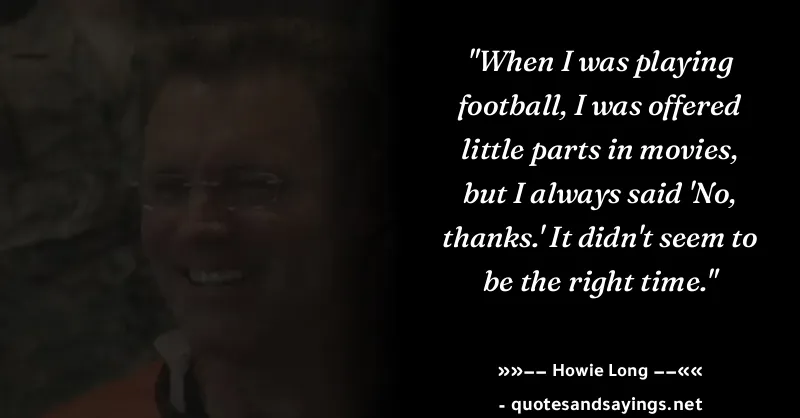 "When I was playing
football, I was offered
little parts in movies,
but I always said 'No,
thanks.' It didn't seem to
be the right time."
»»−− Howie Long −−««
- quotesandsayings.net